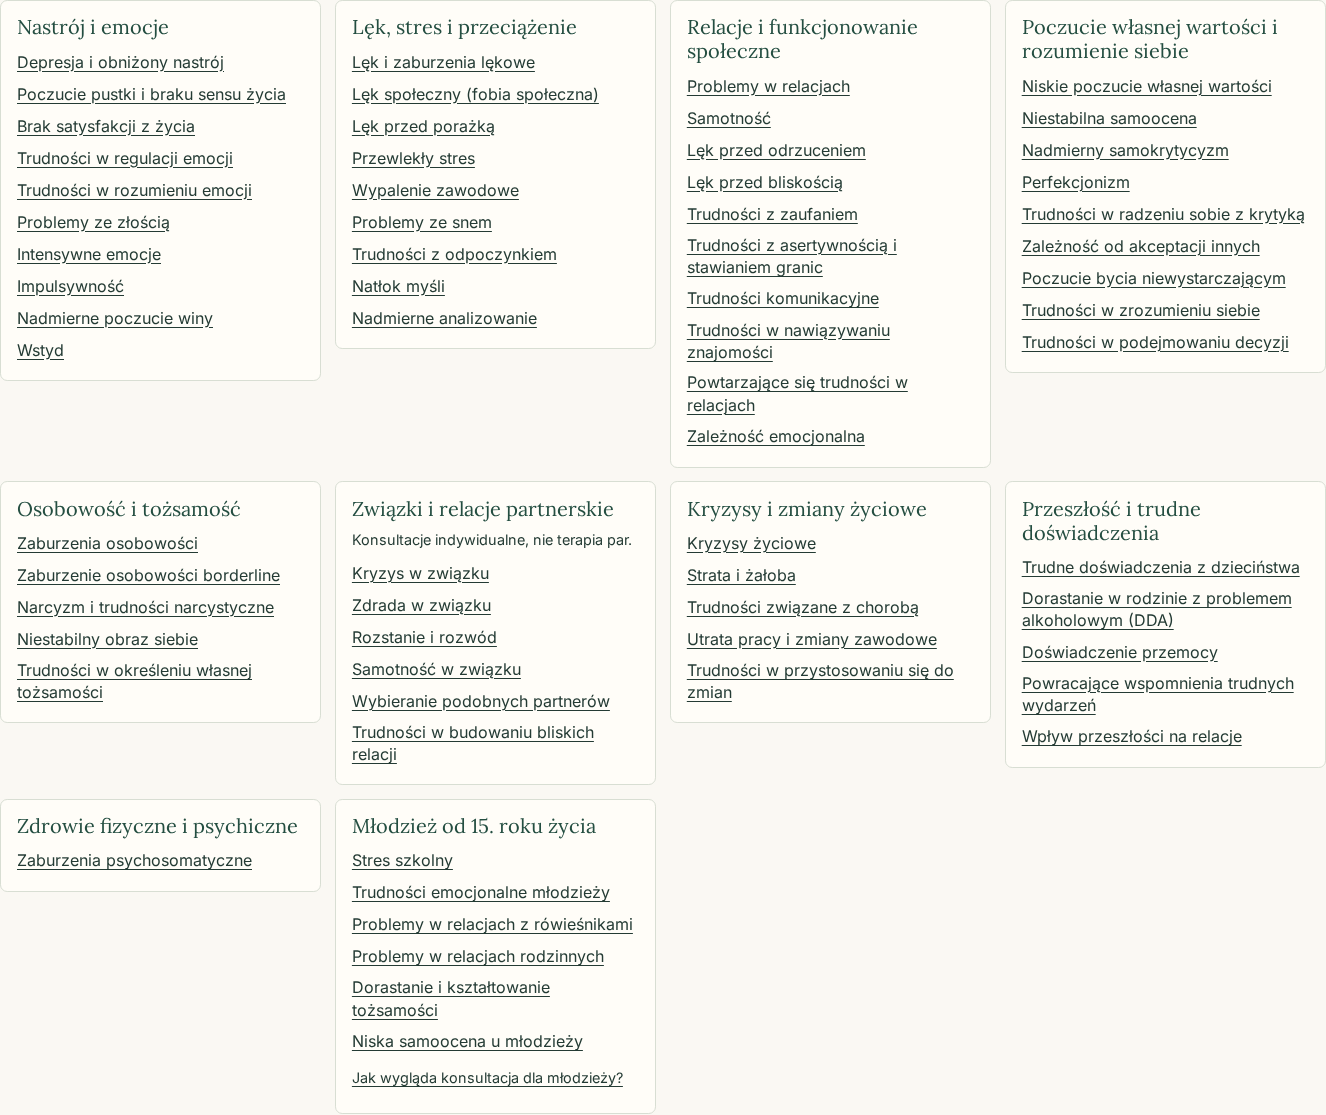 Nastrój i emocje
Depresja i obniżony nastrój
Poczucie pustki i braku sensu życia
Brak satysfakcji z życia
Trudności w regulacji emocji
Trudności w rozumieniu emocji
Problemy ze złością
Intensywne emocje
Impulsywność
Nadmierne poczucie winy
Wstyd
Lęk, stres i przeciążenie
Lęk i zaburzenia lękowe
Lęk społeczny (fobia społeczna)
Lęk przed porażką
Przewlekły stres
Wypalenie zawodowe
Problemy ze snem
Trudności z odpoczynkiem
Natłok myśli
Nadmierne analizowanie
Relacje i funkcjonowanie
społeczne
Problemy w relacjach
Samotność
Lęk przed odrzuceniem
Lęk przed bliskością
Trudności z zaufaniem
Trudności z asertywnością i
stawianiem granic
Trudności komunikacyjne
Trudności w nawiązywaniu
znajomości
Powtarzające się trudności w
relacjach
Zależność emocjonalna
Poczucie własnej wartości i
rozumienie siebie
Niskie poczucie własnej wartości
Niestabilna samoocena
Nadmierny samokrytycyzm
Perfekcjonizm
Trudności w radzeniu sobie z krytyką
Zależność od akceptacji innych
Poczucie bycia niewystarczającym
Trudności w zrozumieniu siebie
Trudności w podejmowaniu decyzji
Osobowość i tożsamość
Zaburzenia osobowości
Zaburzenie osobowości borderline
Narcyzm i trudności narcystyczne
Niestabilny obraz siebie
Trudności w określeniu własnej
tożsamości
Związki i relacje partnerskie
Konsultacje indywidualne, nie terapia par.
Kryzys w związku
Zdrada w związku
Rozstanie i rozwód
Samotność w związku
Wybieranie podobnych partnerów
Trudności w budowaniu bliskich
relacji
Kryzysy i zmiany życiowe
Kryzysy życiowe
Strata i żałoba
Trudności związane z chorobą
Utrata pracy i zmiany zawodowe
Trudności w przystosowaniu się do
zmian
Przeszłość i trudne
doświadczenia
Trudne doświadczenia z dzieciństwa
Dorastanie w rodzinie z problemem
alkoholowym (DDA)
Doświadczenie przemocy
Powracające wspomnienia trudnych
wydarzeń
Wpływ przeszłości na relacje
Zdrowie fizyczne i psychiczne
Zaburzenia psychosomatyczne
Młodzież od 15. roku życia
Stres szkolny
Trudności emocjonalne młodzieży
Problemy w relacjach z rówieśnikami
Problemy w relacjach rodzinnych
Dorastanie i kształtowanie
tożsamości
Niska samoocena u młodzieży
Jak wygląda konsultacja dla młodzieży?